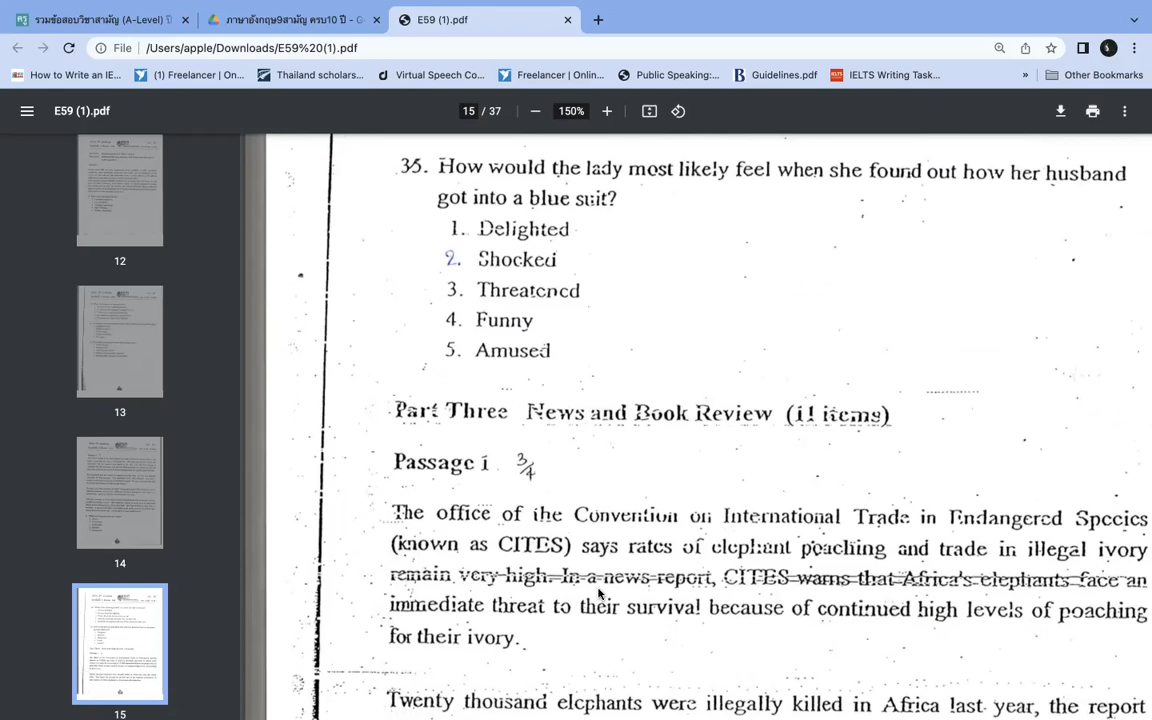 รวมข้อสอบวิชาสามัญ (A-Level) ปี
ภาษาอังกฤษ9สามัญ ครบ10 ปี - G
E59 (1).pdf
File /Users/apple/Downloads/E59%20(1).pdf
How to Write an IE... (1) Freelancer | On... Thailand scholars... Virtual Speech Co... Freelancer | Onlin... Public Speaking:... Guidelines.pdf IELTS Writing Task... » Other Bookmarks
E59 (1).pdf 15 / 37 150%
12
13
14
15
35. How would the lady most likely feel when she found out how her husband
got into a blue suit?
1. Delighted
2. Shocked
3. Threatened
4. Funny
5. Amused
Part Three News and Book Review (11 items)
Passage 1 3/4
The office of the Convention on International Trade in Endangered Species
(known as CITES) says rates of elephant poaching and trade in illegal ivory
remain very high. In a news report, CITES warns that Africa's elephants face an
immediate threat to their survival because of continued high levels of poaching
for their ivory.
Twenty thousand elephants were illegally killed in Africa last year, the report